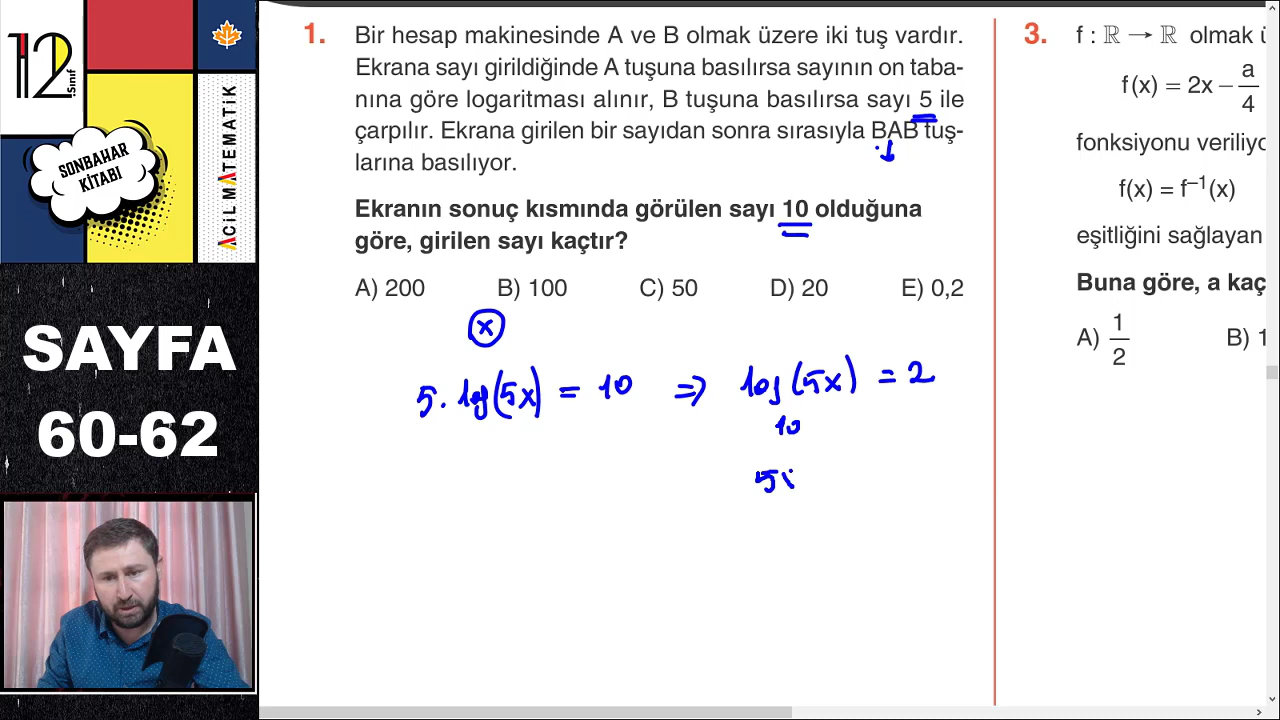 12
.Sınıf
SONBAHAR
KİTABI
ACİL MATEMATİK
SAYFA
60-62
1. Bir hesap makinesinde A ve B olmak üzere iki tuş vardır.
Ekrana sayı girildiğinde A tuşuna basılırsa sayının on taba-
nına göre logaritması alınır, B tuşuna basılırsa sayı 5 ile
çarpılır. Ekrana girilen bir sayıdan sonra sırasıyla BAB tuş-
larına basılıyor.
Ekranın sonuç kısmında görülen sayı 10 olduğuna
göre, girilen sayı kaçtır?
A) 200 B) 100 C) 50 D) 20 E) 0,2
x
5. log(5x) = 10 ⇒ log(5x) = 2
10
5x
3. f : ℝ → ℝ olmak ü
f(x) = 2x – a/4
fonksiyonu veriliyo
f(x) = f⁻¹(x)
eşitliğini sağlayan
Buna göre, a kaç
A) 1/2 B) 1